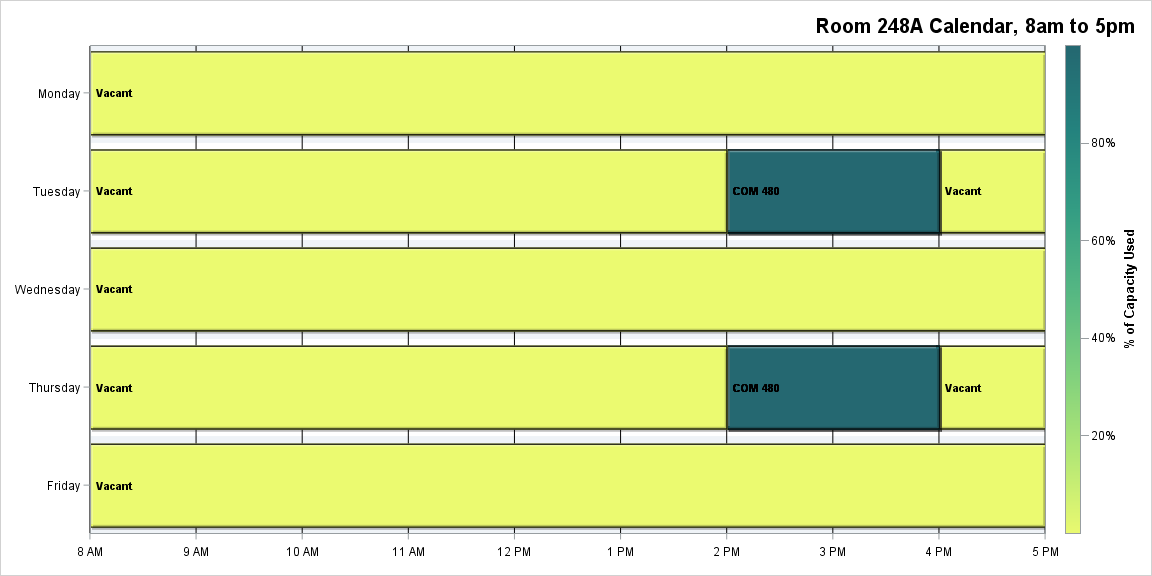 Room 248A Calendar, 8am to 5pm
Monday
Vacant
Tuesday
Vacant
COM 480
Vacant
Wednesday
Vacant
Thursday
Vacant
COM 480
Vacant
Friday
Vacant
8 AM
9 AM
10 AM
11 AM
12 PM
1 PM
2 PM
3 PM
4 PM
5 PM
80%
60%
40%
20%
% of Capacity Used